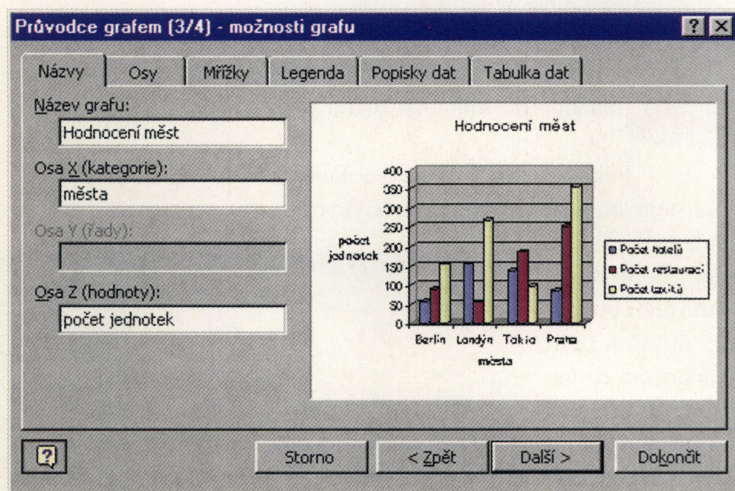 Průvodce grafem (3/4) - možnosti grafu
Názvy
Osy
Mřížky
Legenda
Popisky dat
Tabulka dat
Název grafu:
Hodnocení měst
Osa X (kategorie):
města
Osa Y (řady):
Osa Z (hodnoty):
počet jednotek
Hodnocení měst
400
350
300
250
200
150
100
50
0
počet
jednotek
Berlín Londýn Tokio Praha
města
Počet hotelů
Počet restaurací
Počet taxíků
Storno
< Zpět
Další >
Dokončit